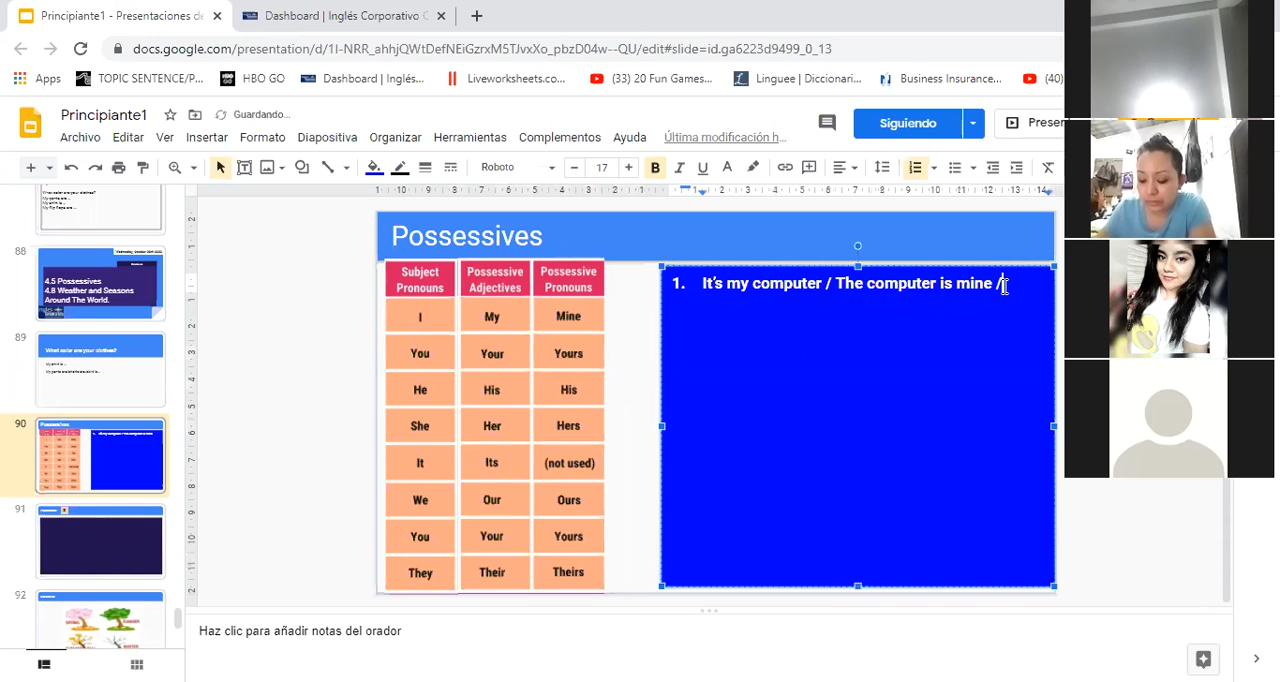 Principiante1 - Presentaciones de
Dashboard | Inglés Corporativo C
docs.google.com/presentation/d/1I-NRR_ahhjQWtDefNEiGzrxM5TJvxXo_pbzD04w--QU/edit#slide=id.ga6223d9499_0_13
Apps
TOPIC SENTENCE/P...
HBO GO
Dashboard | Inglés...
Liveworksheets.co...
(33) 20 Fun Games...
Linguee | Diccionari...
Business Insurance...
(40)
Principiante1
Guardando...
Archivo Editar Ver Insertar Formato Diapositiva Organizar Herramientas Complementos Ayuda Última modificación h...
Siguiendo
Presen
Roboto
17
88
4.5 Possessives
4.8 Weather and Seasons
Around The World.
89
What color are your clothes?
90
91
92
Possessives
Subject Pronouns Possessive Adjectives Possessive Pronouns
I My Mine
You Your Yours
He His His
She Her Hers
It Its (not used)
We Our Ours
You Your Yours
They Their Theirs
1. It's my computer / The computer is mine /
Haz clic para añadir notas del orador